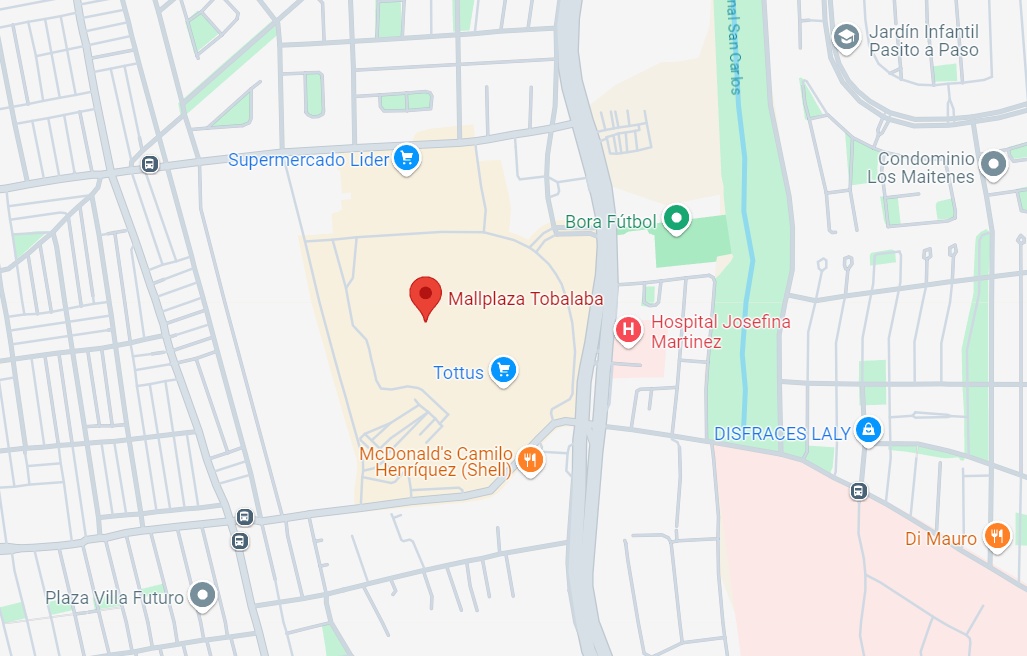 nal San Carlos
Jardín Infantil
Pasito a Paso
Supermercado Lider
Condominio
Los Maitenes
Bora Fútbol
Mallplaza Tobalaba
Hospital Josefina
Martinez
Tottus
DISFRACES LALY
McDonald's Camilo
Henríquez (Shell)
Di Mauro
Plaza Villa Futuro
H